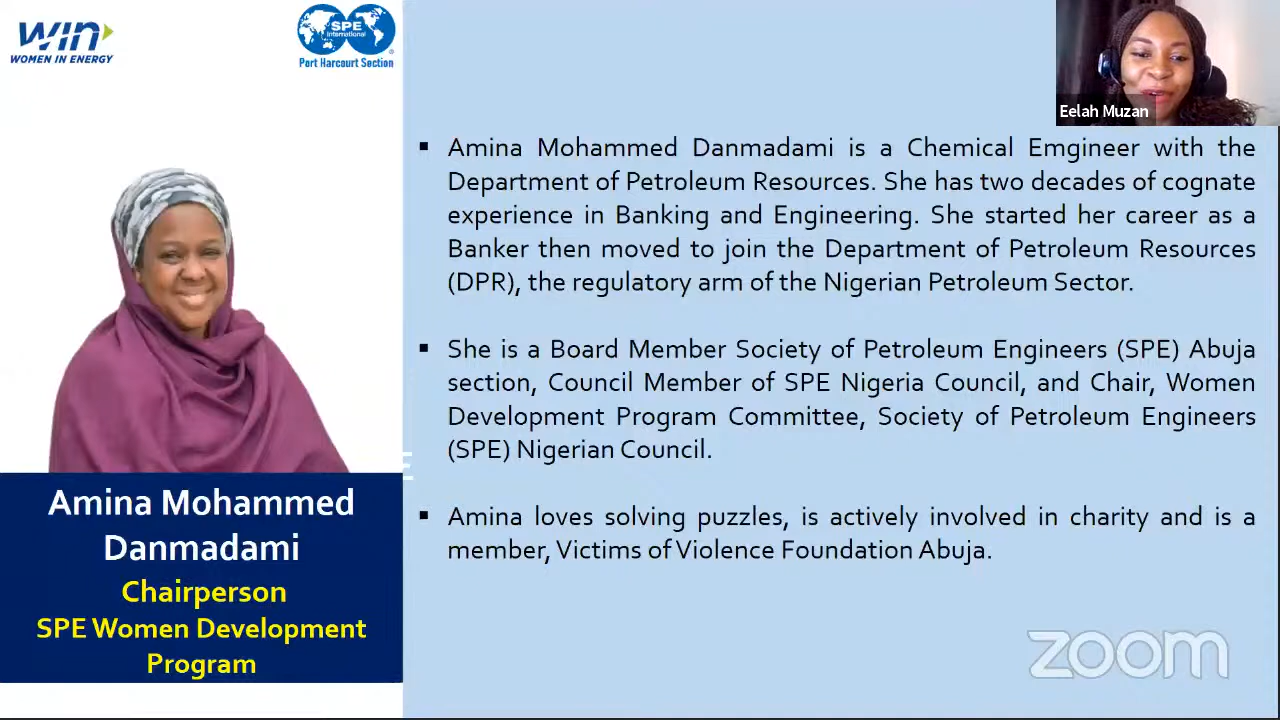 WIN
WOMEN IN ENERGY
SPE
International
Port Harcourt Section
Eelah Muzan
▪ Amina Mohammed Danmadami is a Chemical Emgineer with the
Department of Petroleum Resources. She has two decades of cognate
experience in Banking and Engineering. She started her career as a
Banker then moved to join the Department of Petroleum Resources
(DPR), the regulatory arm of the Nigerian Petroleum Sector.
▪ She is a Board Member Society of Petroleum Engineers (SPE) Abuja
section, Council Member of SPE Nigeria Council, and Chair, Women
Development Program Committee, Society of Petroleum Engineers
(SPE) Nigerian Council.
▪ Amina loves solving puzzles, is actively involved in charity and is a
member, Victims of Violence Foundation Abuja.
Amina Mohammed
Danmadami
Chairperson
SPE Women Development
Program
zoom